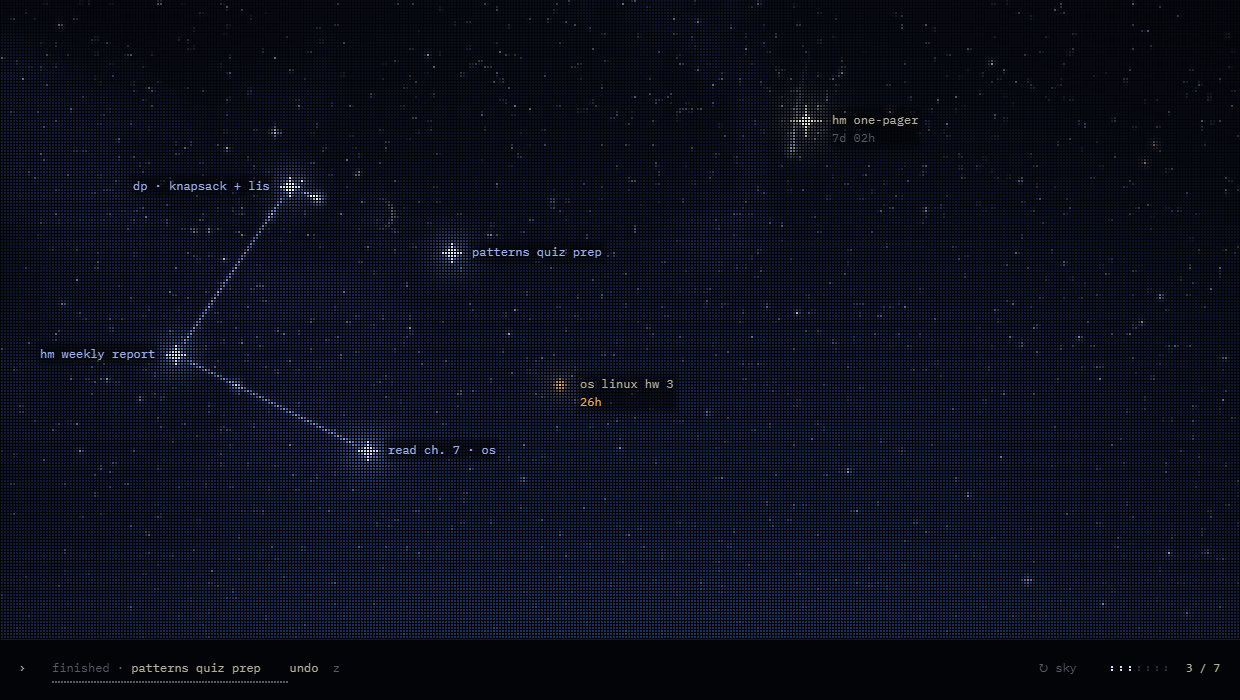 hm one-pager
7d 02h
dp · knapsack + lis
patterns quiz prep
hm weekly report
os linux hw 3
26h
read ch. 7 · os
› finished · patterns quiz prep undo z ↻ sky 3 / 7